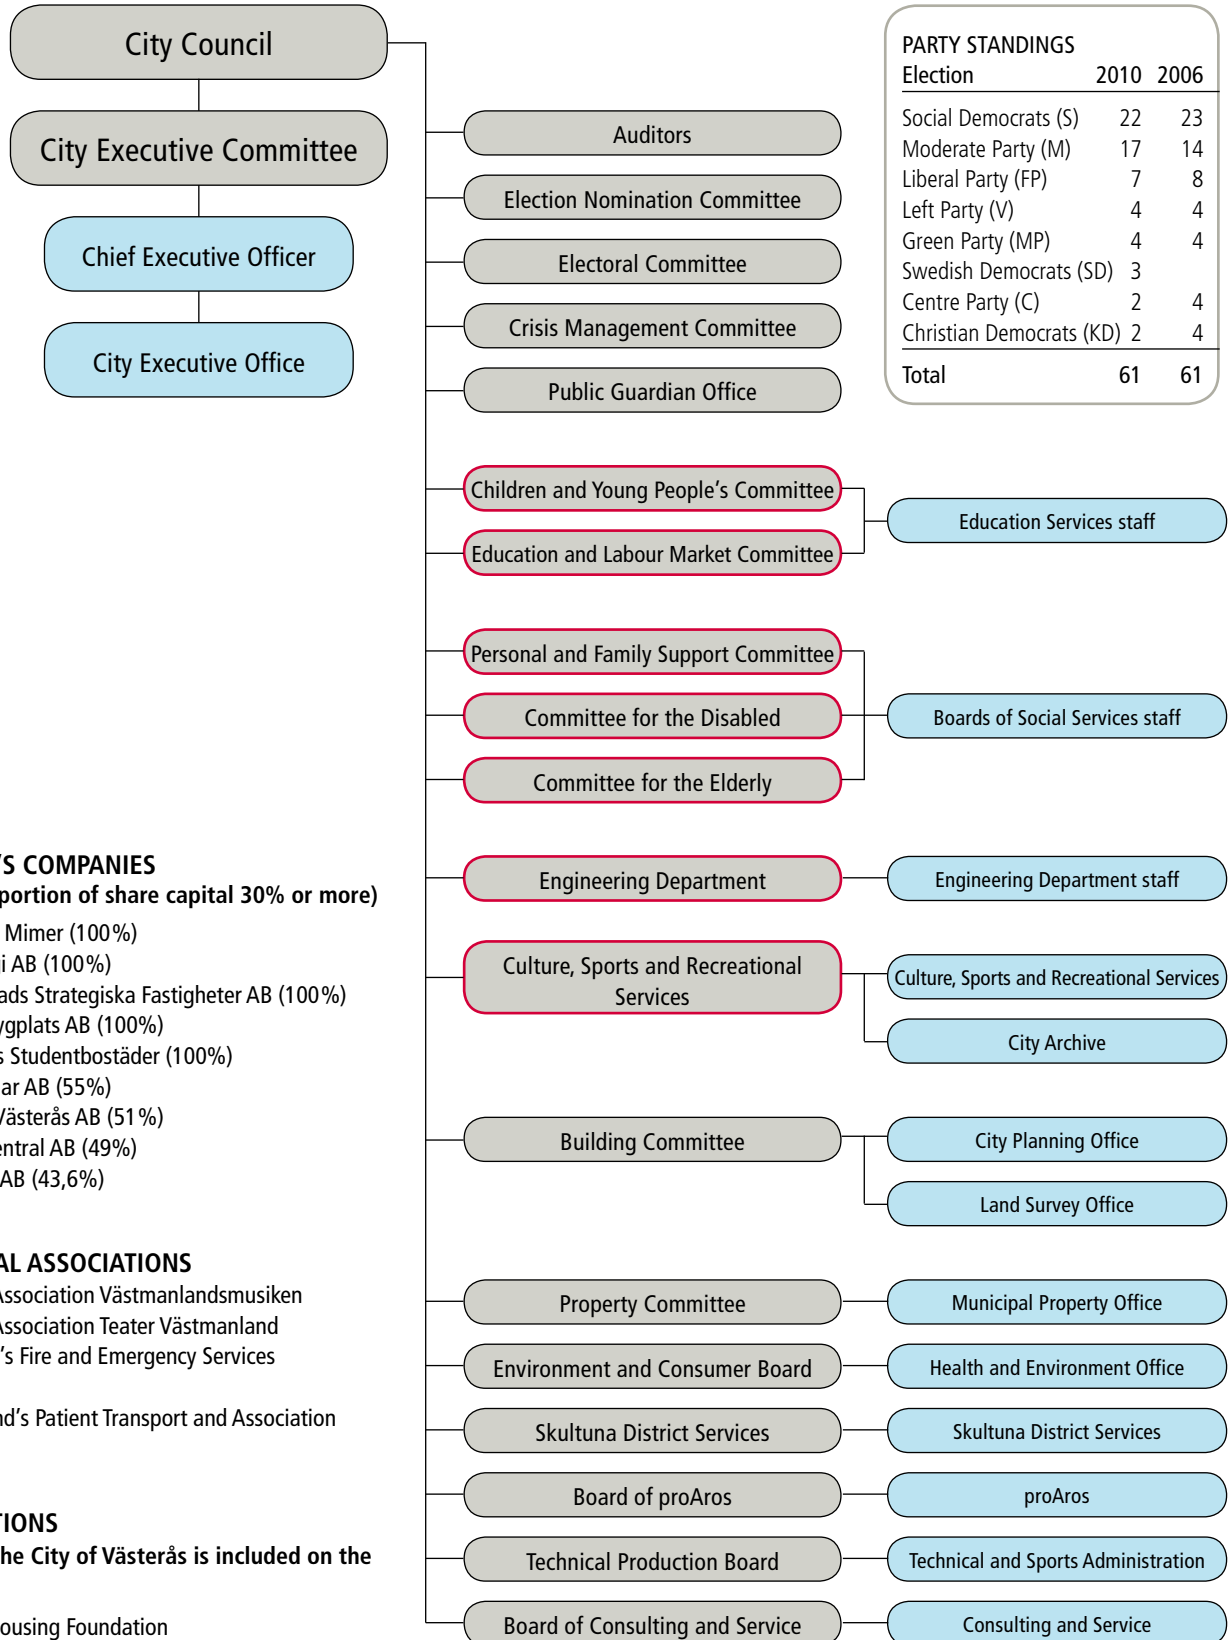 City Council
City Executive Committee
Chief Executive Officer
City Executive Office
PARTY STANDINGS
Election 2010 2006
Social Democrats (S) 22 23
Moderate Party (M) 17 14
Liberal Party (FP) 7 8
Left Party (V) 4 4
Green Party (MP) 4 4
Swedish Democrats (SD) 3
Centre Party (C) 2 4
Christian Democrats (KD) 2 4
Total 61 61
Auditors
Election Nomination Committee
Electoral Committee
Crisis Management Committee
Public Guardian Office
Children and Young People's Committee
Education and Labour Market Committee
Education Services staff
Personal and Family Support Committee
Committee for the Disabled
Committee for the Elderly
Boards of Social Services staff
Engineering Department
Engineering Department staff
Culture, Sports and Recreational
Services
Culture, Sports and Recreational Services
City Archive
Building Committee
City Planning Office
Land Survey Office
Property Committee
Municipal Property Office
Environment and Consumer Board
Health and Environment Office
Skultuna District Services
Skultuna District Services
Board of proAros
proAros
Technical Production Board
Technical and Sports Administration
Board of Consulting and Service
Consulting and Service
'S COMPANIES
portion of share capital 30% or more)
Mimer (100%)
i AB (100%)
ads Strategiska Fastigheter AB (100%)
ygplats AB (100%)
s Studentbostäder (100%)
ar AB (55%)
Västerås AB (51%)
entral AB (49%)
AB (43,6%)
AL ASSOCIATIONS
Association Västmanlandsmusiken
Association Teater Västmanland
's Fire and Emergency Services
nd's Patient Transport and Association
TIONS
he City of Västerås is included on the
ousing Foundation